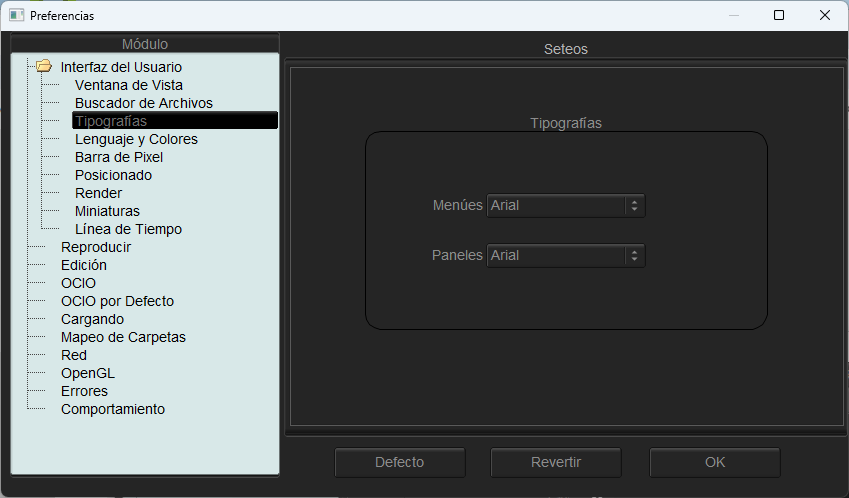 Preferencias
Módulo
Interfaz del Usuario
Ventana de Vista
Buscador de Archivos
Tipografías
Lenguaje y Colores
Barra de Pixel
Posicionado
Render
Miniaturas
Línea de Tiempo
Reproducir
Edición
OCIO
OCIO por Defecto
Cargando
Mapeo de Carpetas
Red
OpenGL
Errores
Comportamiento
Seteos
Tipografías
Menúes Arial
Paneles Arial
Defecto Revertir OK